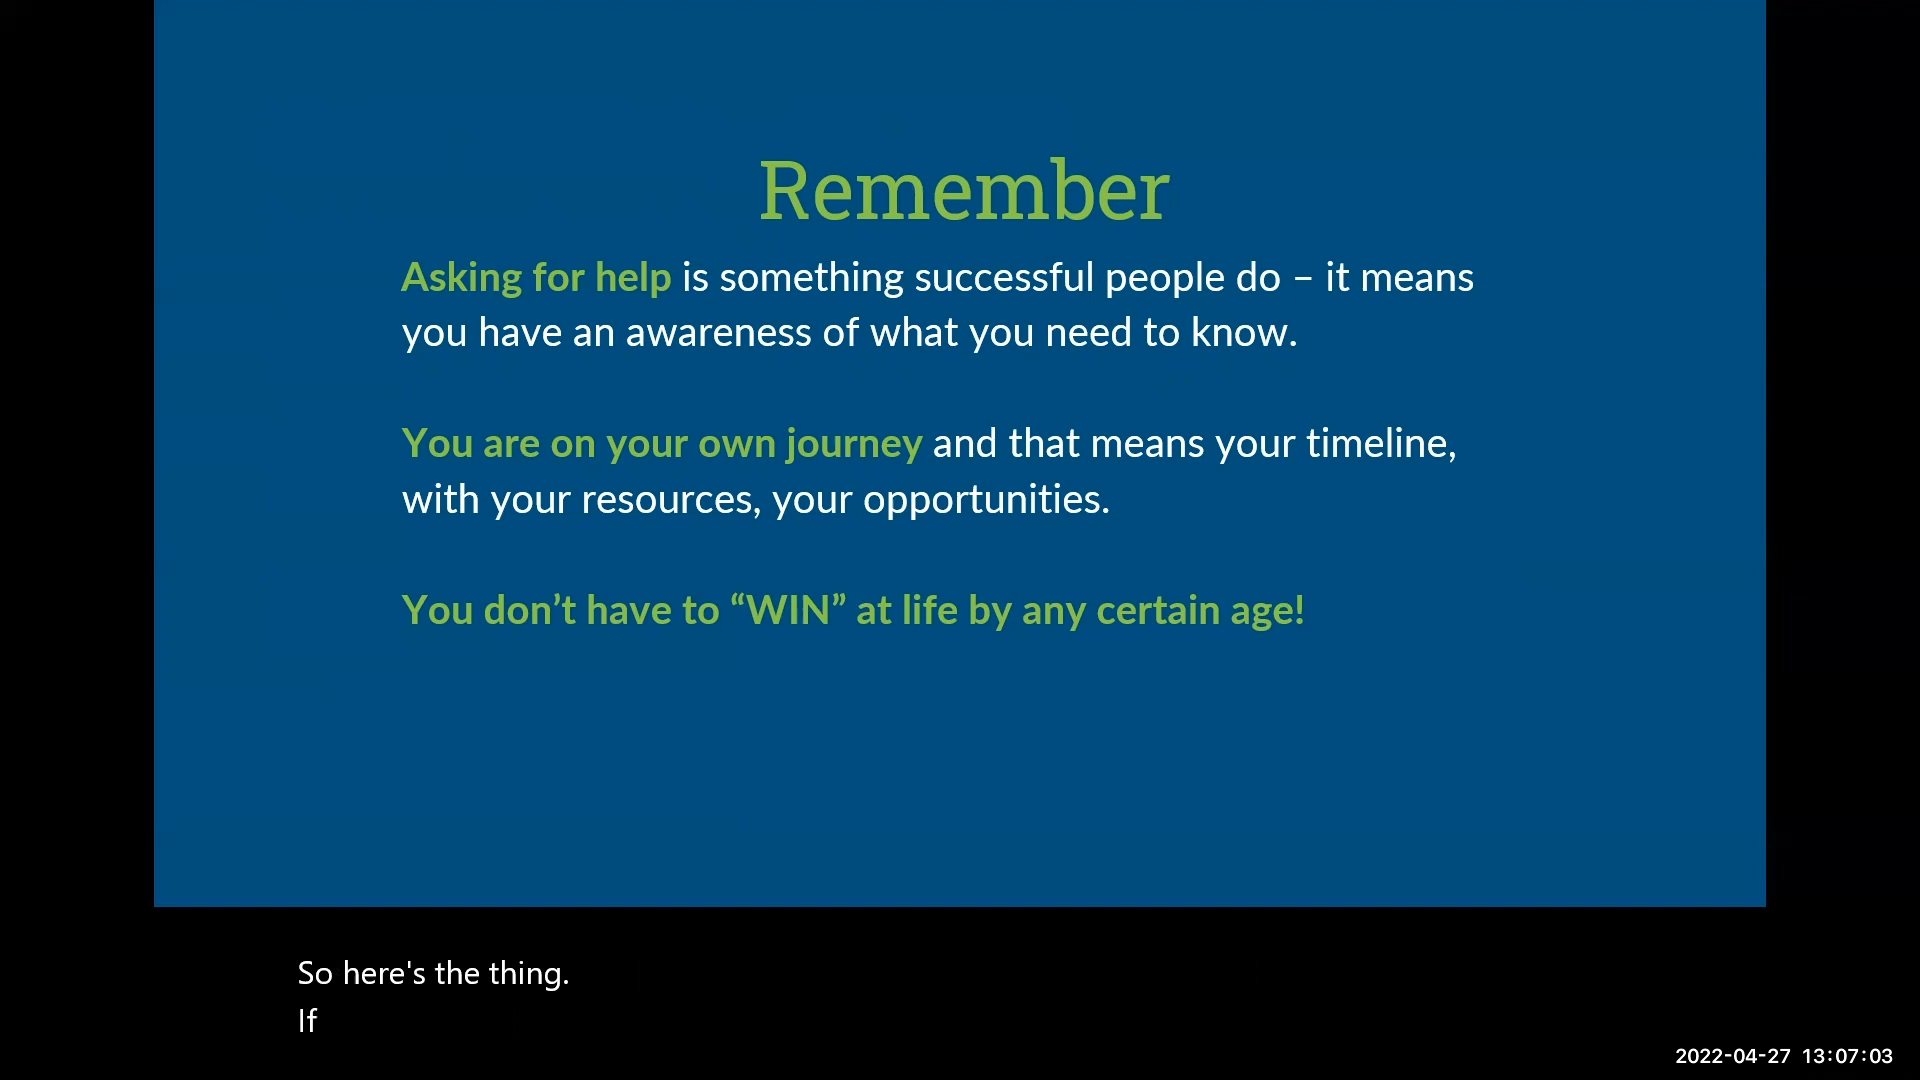 Remember
Asking for help is something successful people do – it means
you have an awareness of what you need to know.
You are on your own journey and that means your timeline,
with your resources, your opportunities.
You don’t have to “WIN” at life by any certain age!
So here's the thing.
If
2022-04-27 13:07:03